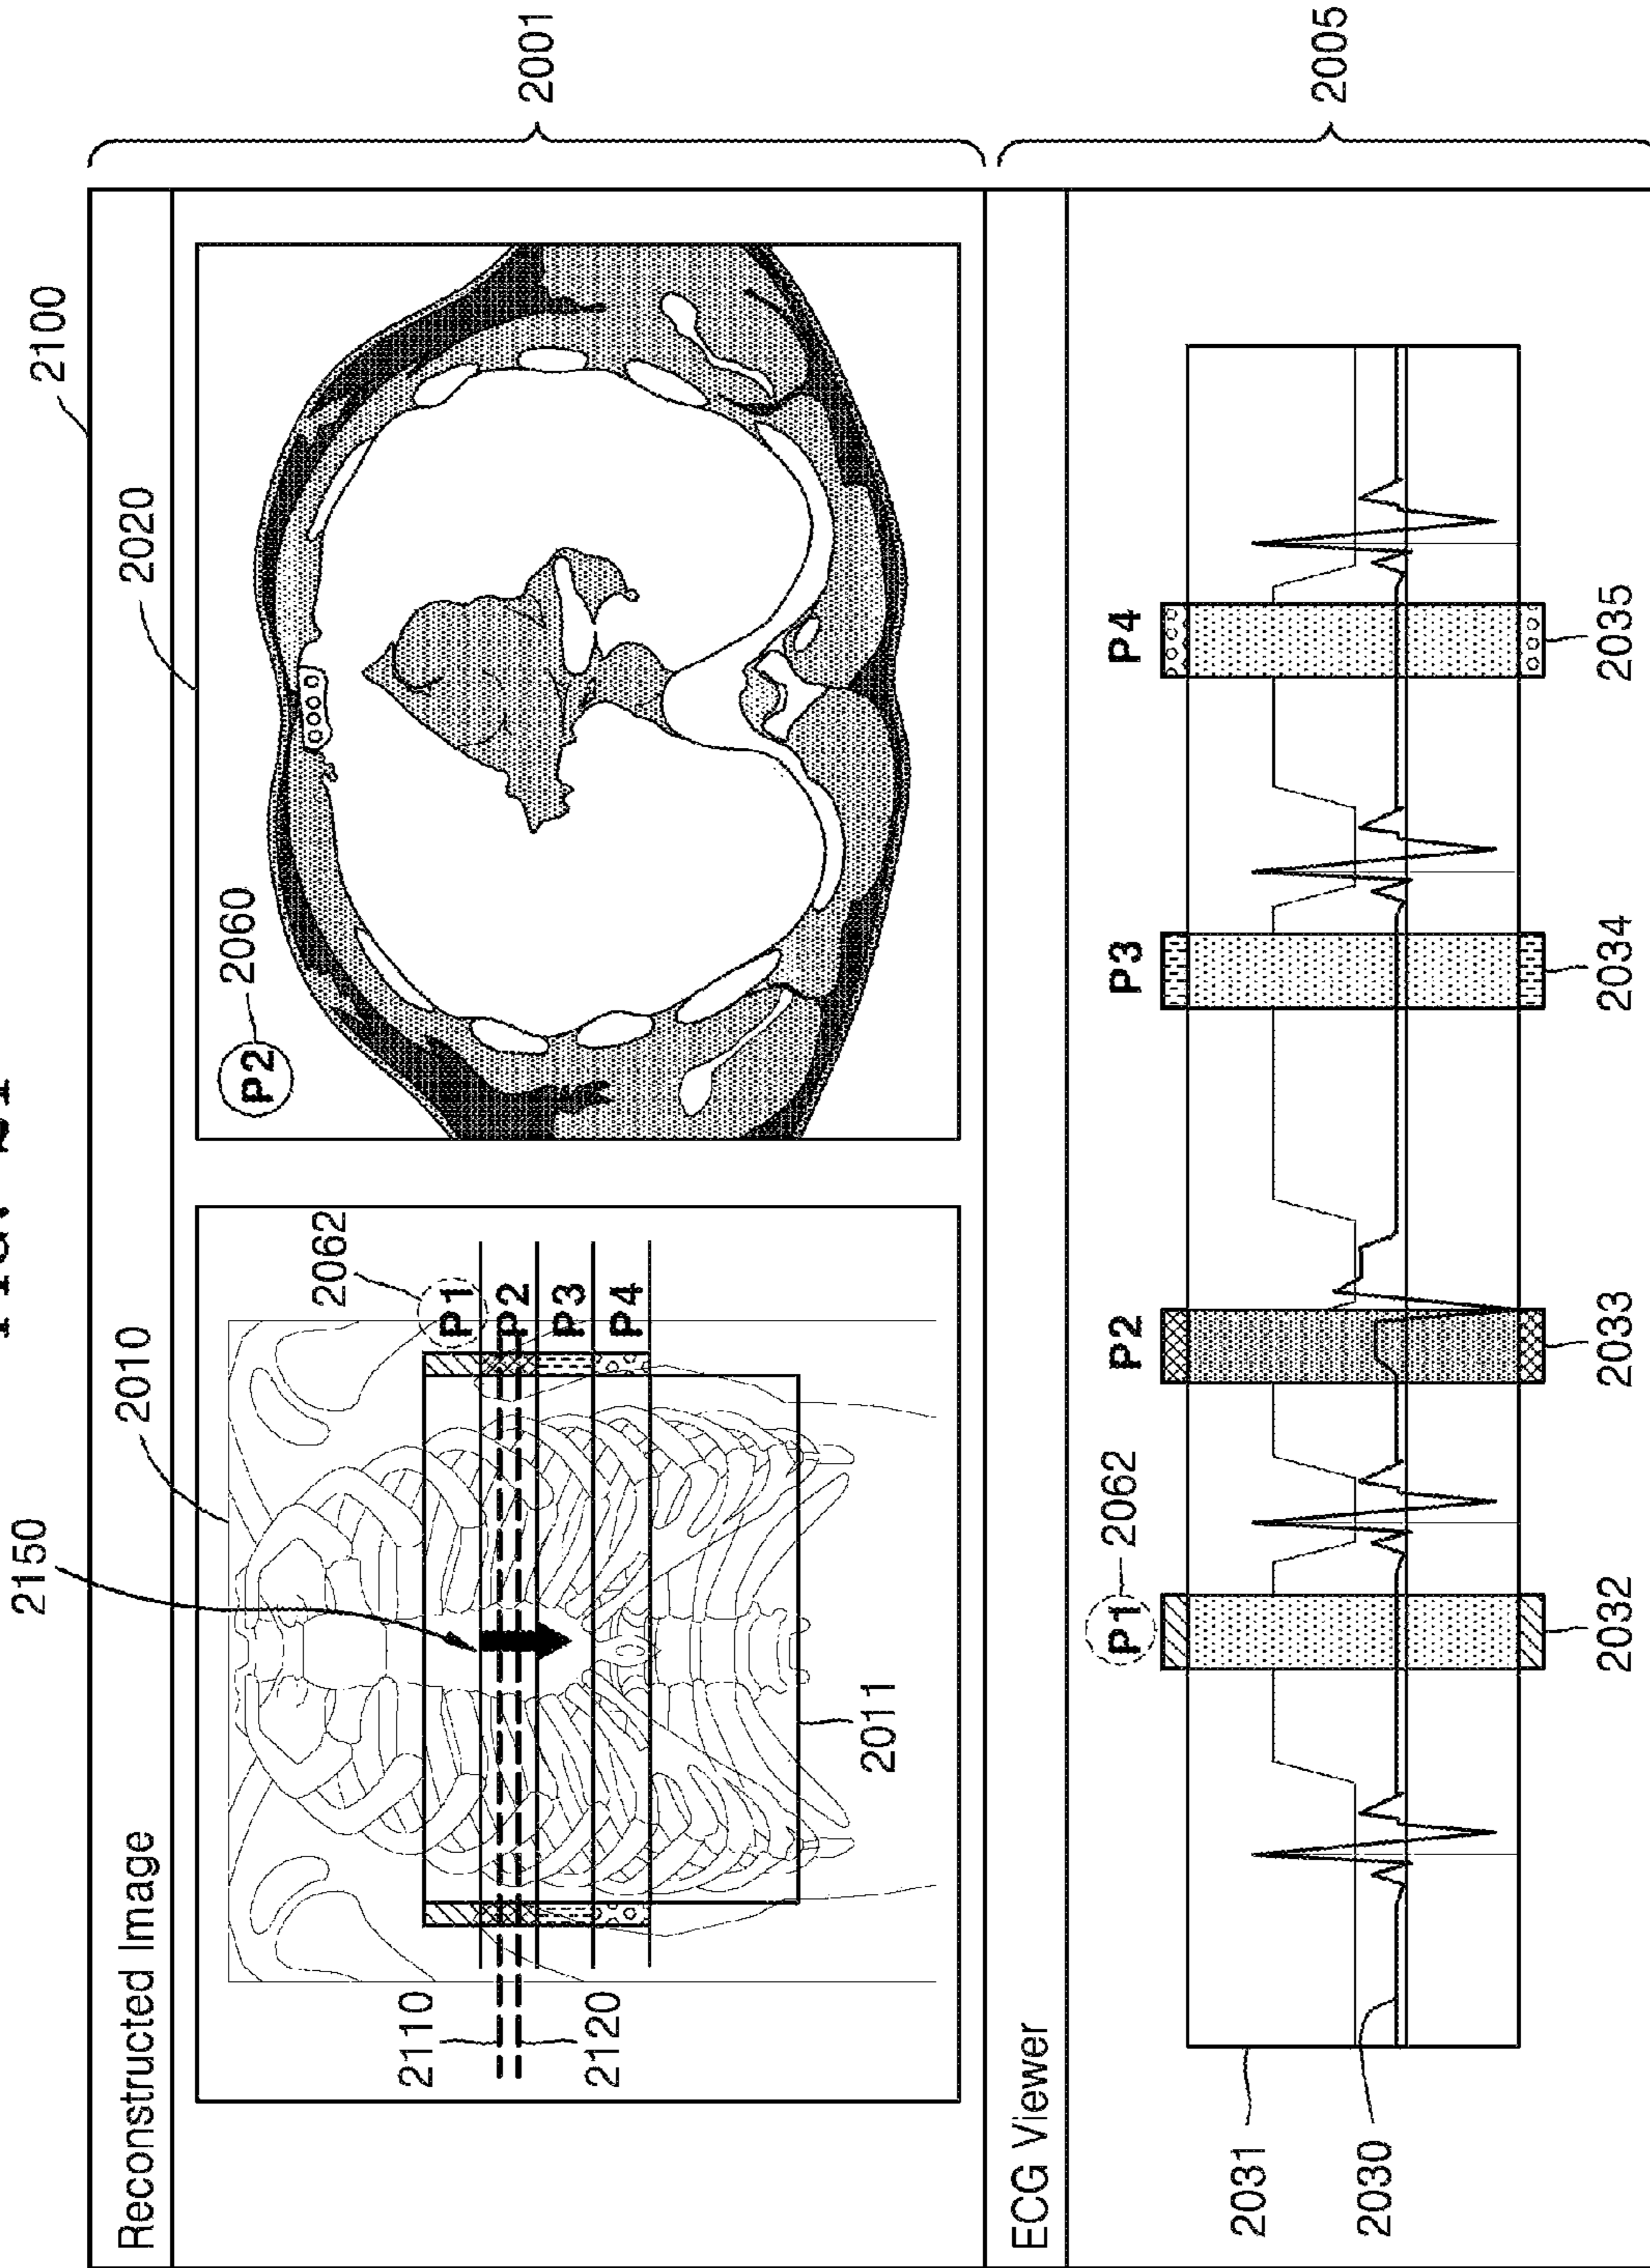 2100
2150
Reconstructed Image
2010
2020
2001
P2
2060
2062
P1
P2
P3
P4
2110
2120
2011
ECG Viewer
2005
2031
2030
P1
2062
P2
P3
P4
2032
2033
2034
2035